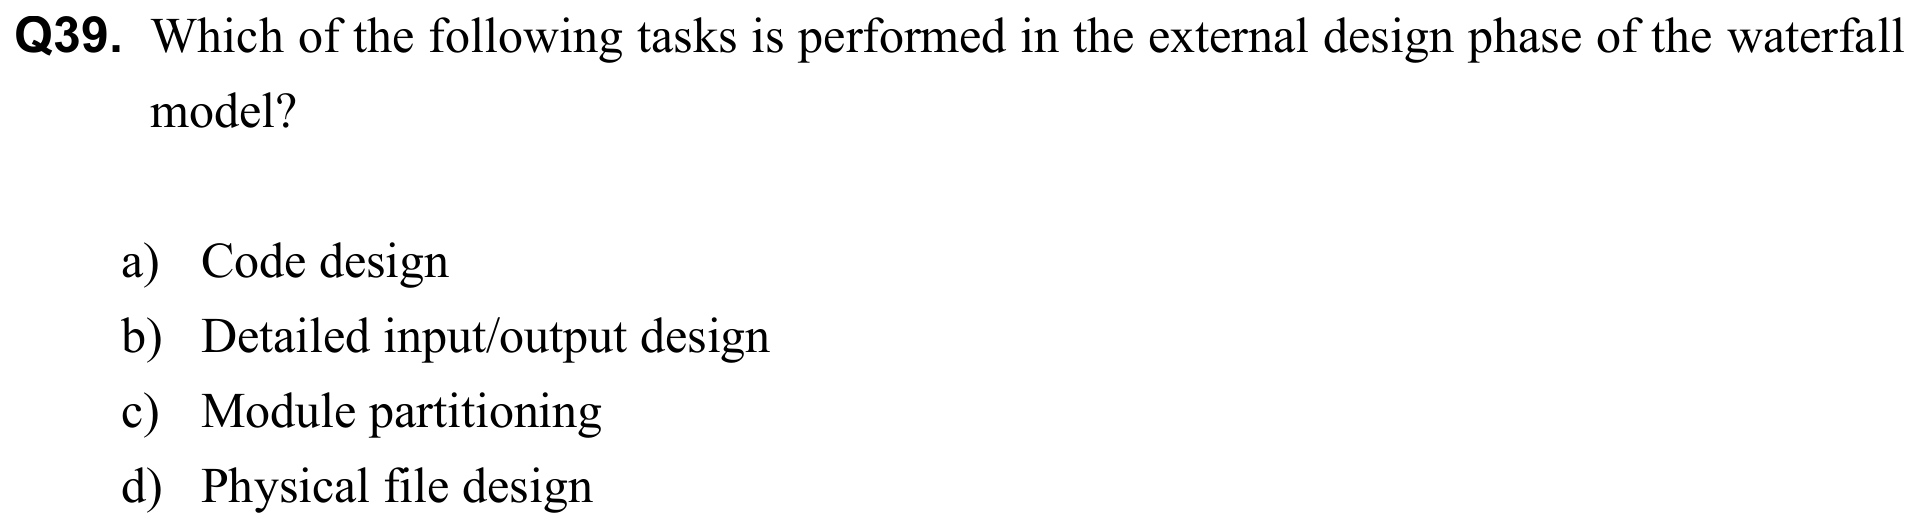 Q39. Which of the following tasks is performed in the external design phase of the waterfall
model?
a) Code design
b) Detailed input/output design
c) Module partitioning
d) Physical file design